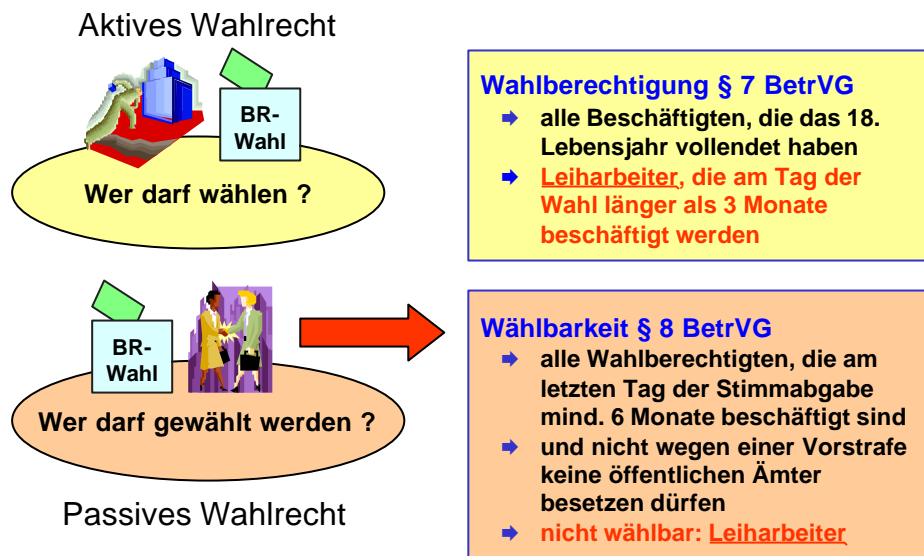 Aktives Wahlrecht
BR-
Wahl
Wer darf wählen ?
Wahlberechtigung § 7 BetrVG
alle Beschäftigten, die das 18.
Lebensjahr vollendet haben
Leiharbeiter, die am Tag der
Wahl länger als 3 Monate
beschäftigt werden
BR-
Wahl
Wer darf gewählt werden ?
Passives Wahlrecht
Wählbarkeit § 8 BetrVG
alle Wahlberechtigten, die am
letzten Tag der Stimmabgabe
mind. 6 Monate beschäftigt sind
und nicht wegen einer Vorstrafe
keine öffentlichen Ämter
besetzen dürfen
nicht wählbar: Leiharbeiter